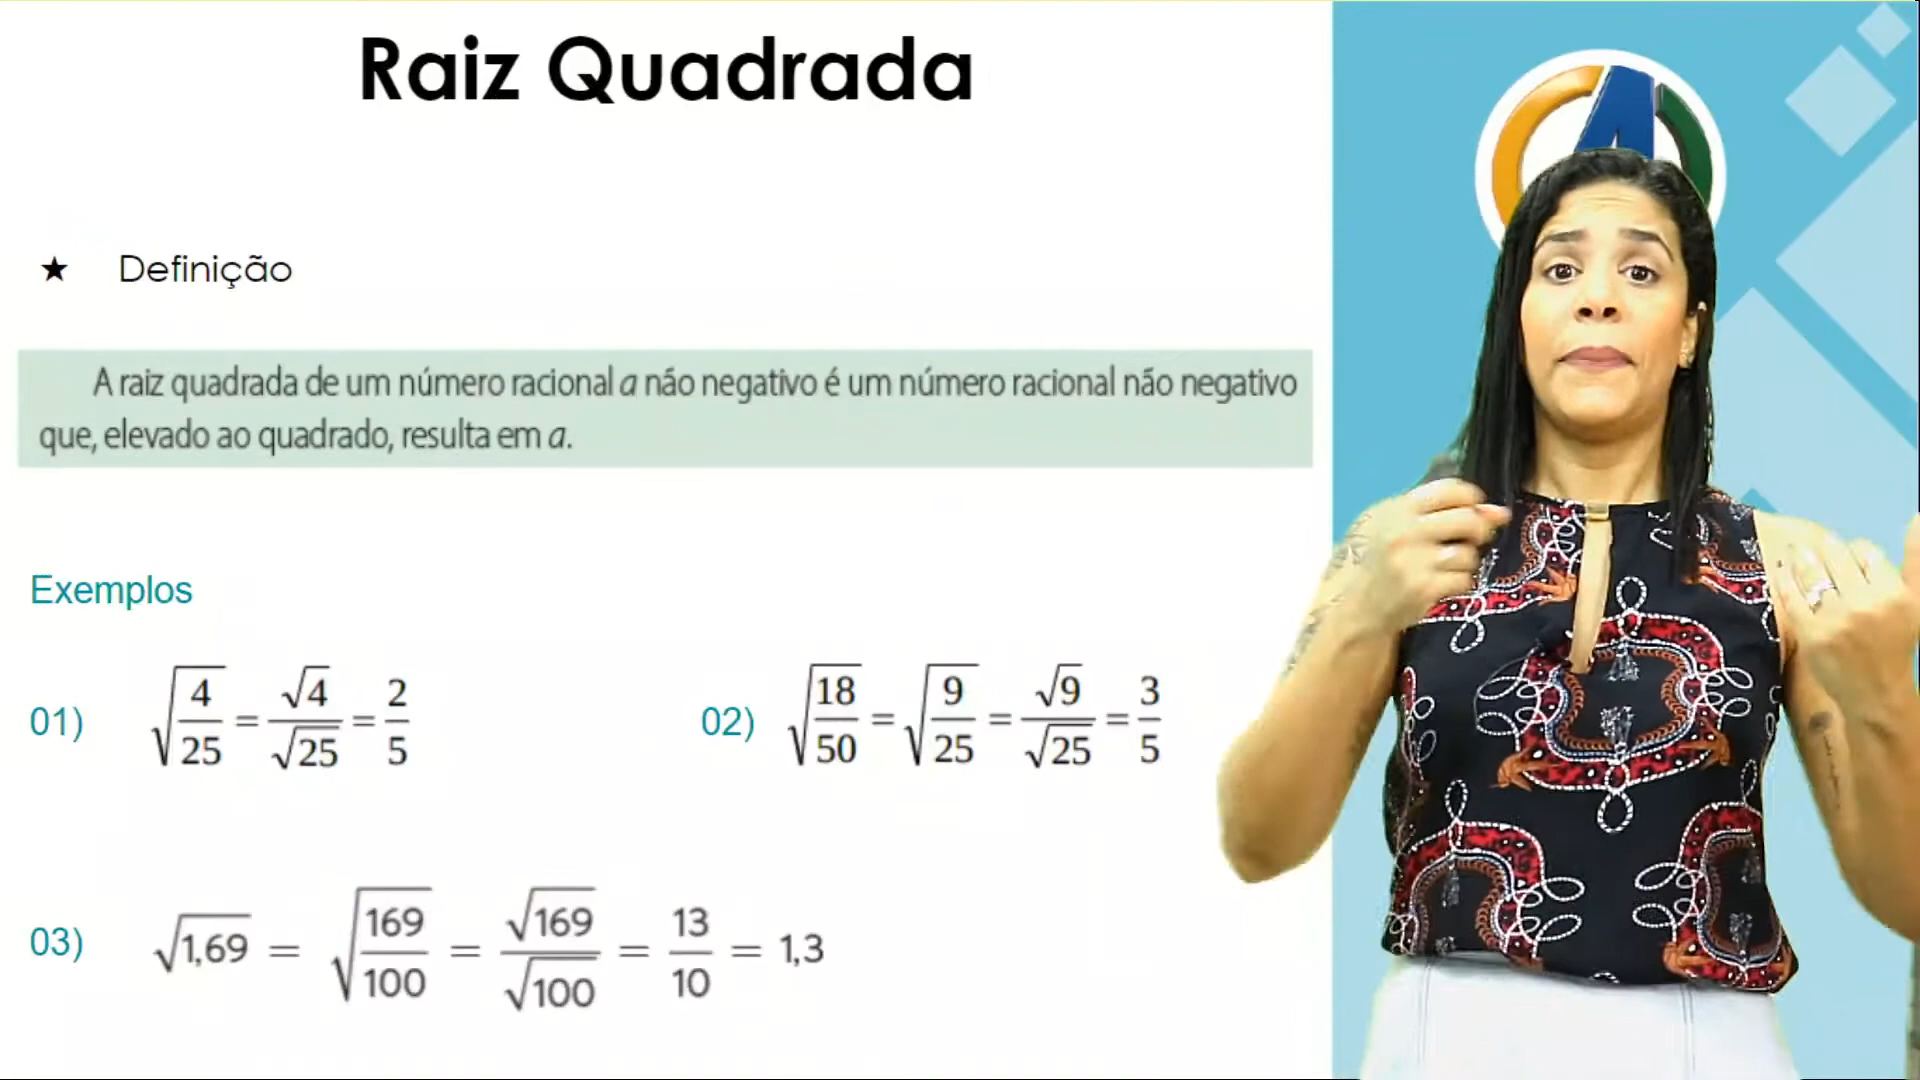 Raiz Quadrada
★ Definição
A raiz quadrada de um número racional a não negativo é um número racional não negativo
que, elevado ao quadrado, resulta em a.
Exemplos
01) √(4/25) = √4/√25 = 2/5
02) √(18/50) = √(9/25) = √9/√25 = 3/5
03) √1,69 = √(169/100) = √169/√100 = 13/10 = 1,3